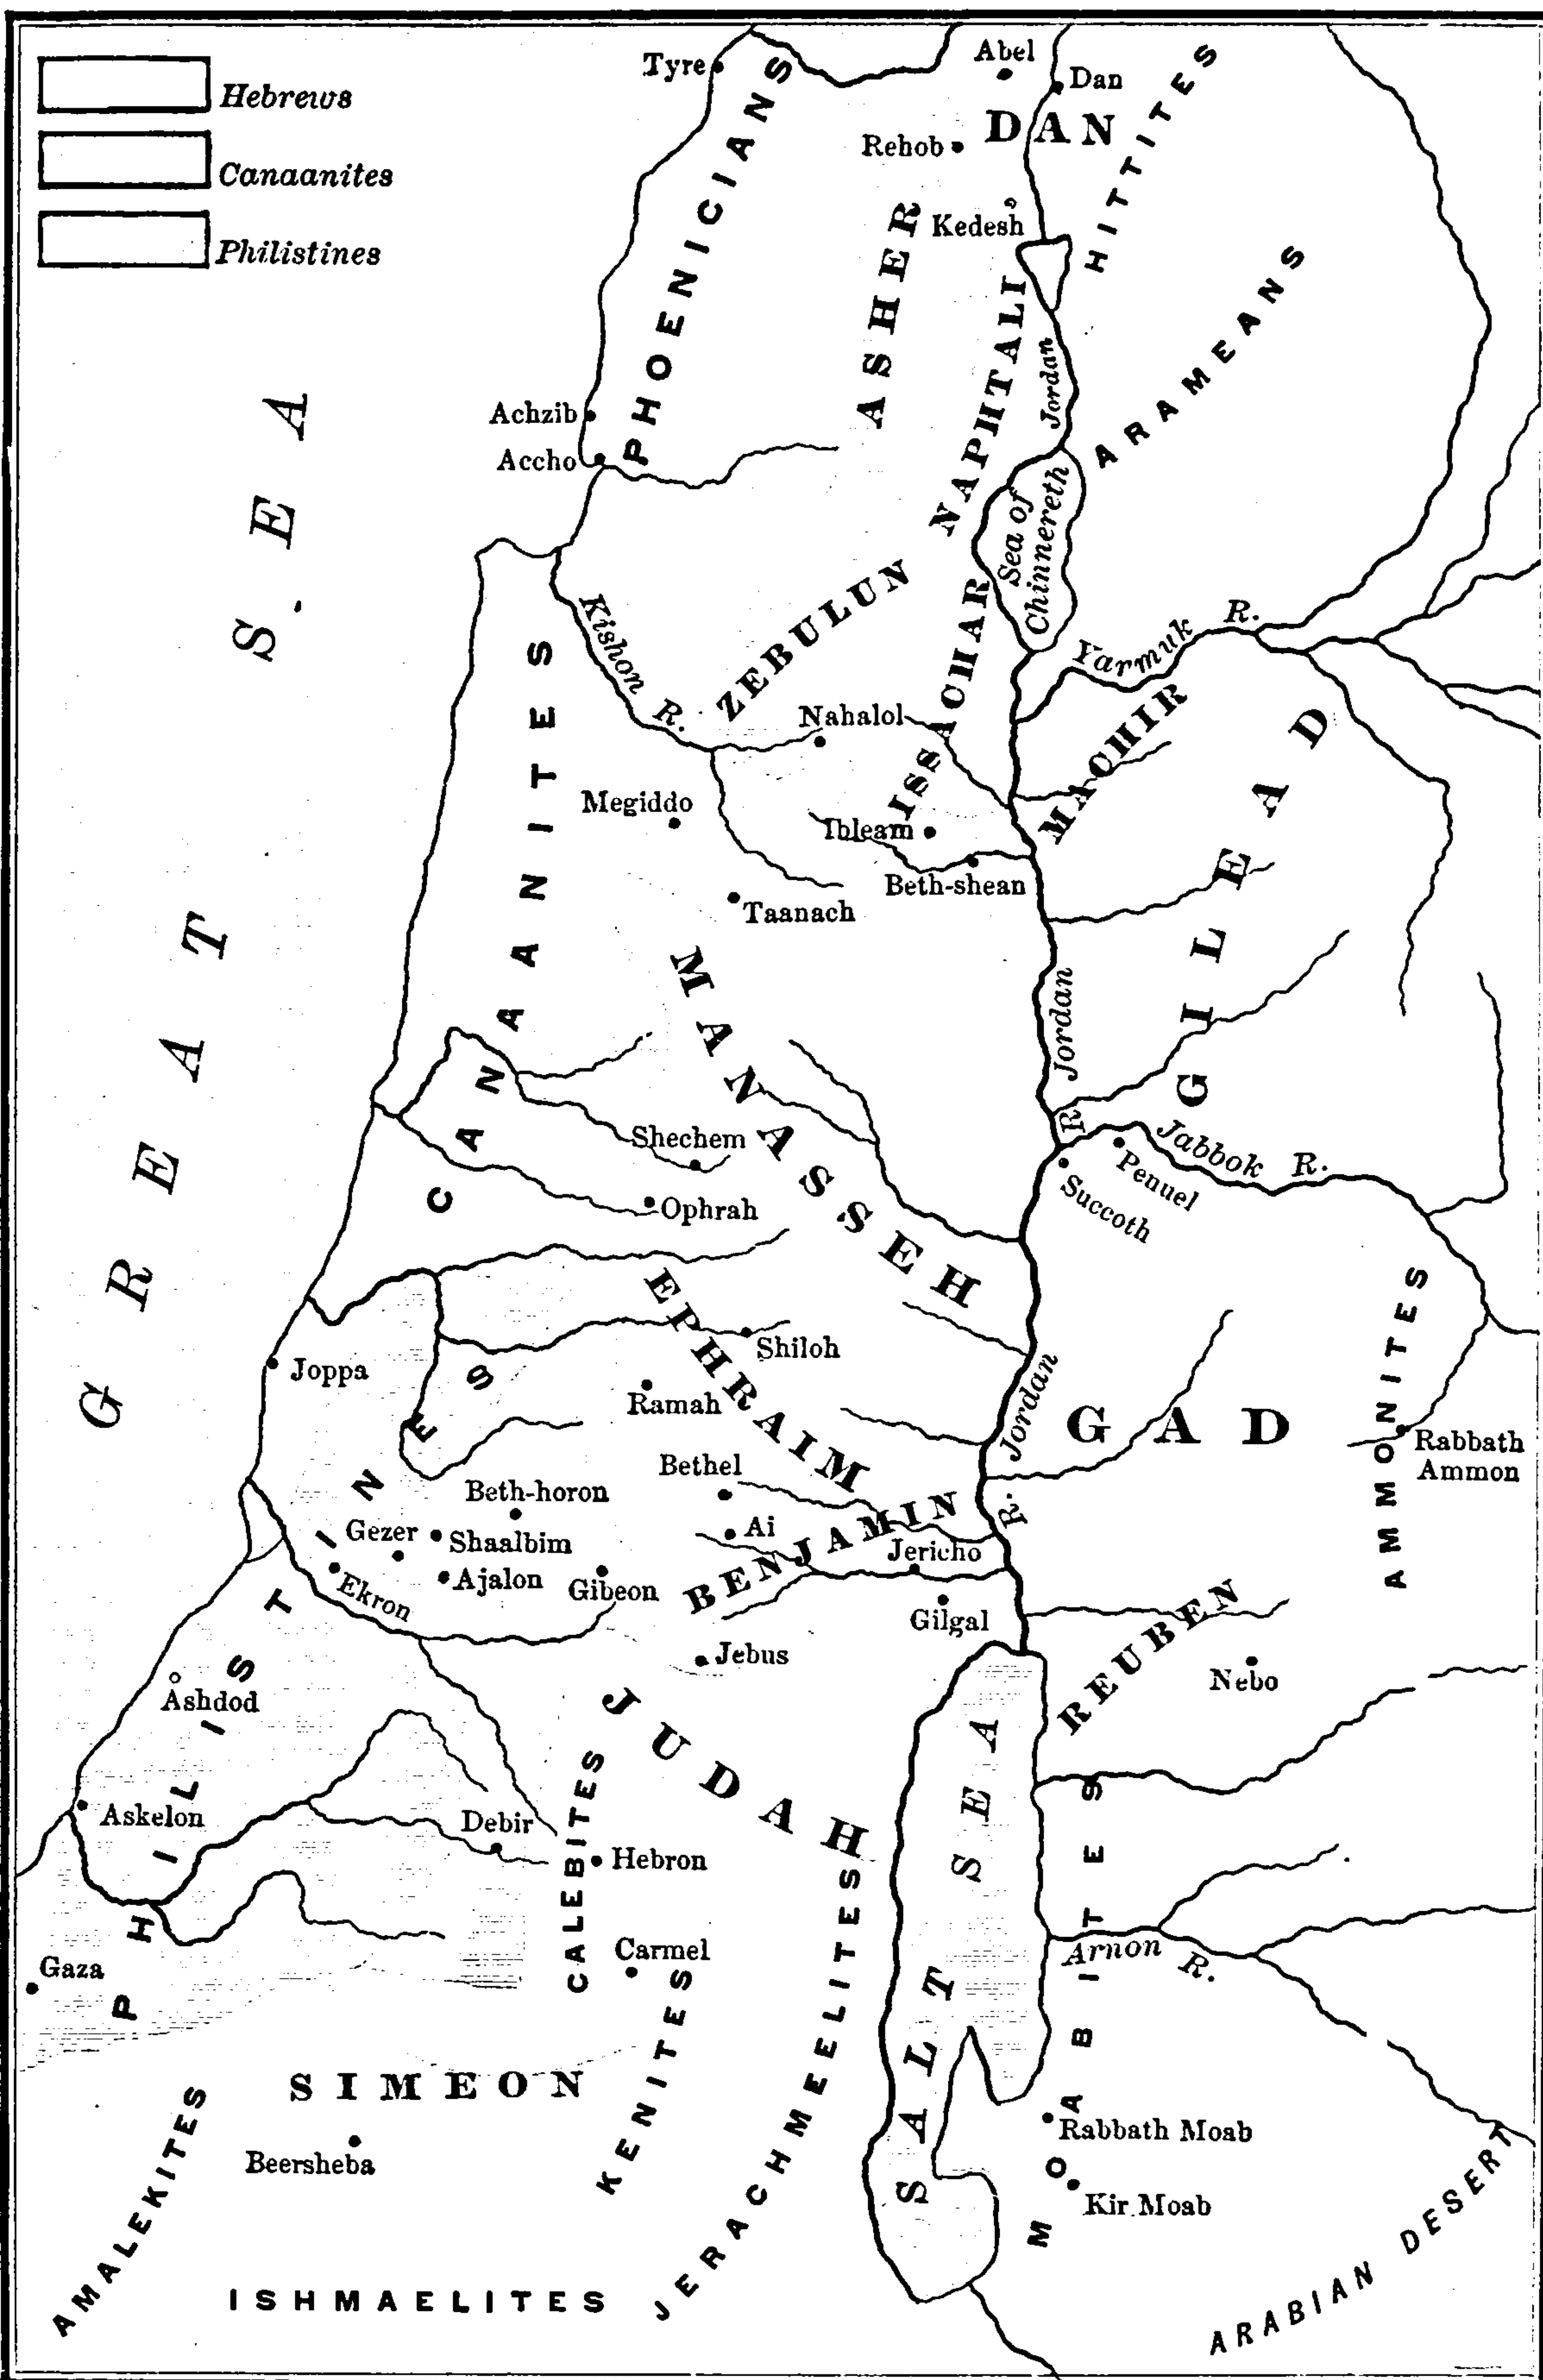 Hebrews
Canaanites
Philistines
Tyre
Abel
Dan
DAN
Rehob
Kedesh
PHOENICIANS
ASHER
HITTITES
ARAMEANS
NAPHTALI
Jordan
Achzib
Accho
Sea of
Chinnereth
GREAT SEA
Kishon R.
ZEBULUN
ISSACHAR
Yarmuk R.
Nahalol
MACHIR
GILEAD
Megiddo
Ibleam
Beth-shean
Taanach
CANAANITES
MANASSEH
Jordan R
Jabbok R.
Penuel
Succoth
Shechem
Ophrah
EPHRAIM
Shiloh
Joppa
Ramah
Jordan R.
GAD
AMMONITES
Rabbath
Ammon
PHILISTINES
Bethel
Beth-horon
Gezer
Shaalbim
Ai
BENJAMIN
Jericho
Ajalon
Gibeon
Ekron
Gilgal
REUBEN
Jebus
Nebo
Ashdod
JUDAH
SALT SEA
Askelon
Debir
CALEBITES
Hebron
MOABITES
Arnon R.
Carmel
Gaza
SIMEON
KENITES
JERACHMEELITES
Rabbath Moab
Beersheba
Kir Moab
AMALEKITES
ISHMAELITES
ARABIAN DESERT